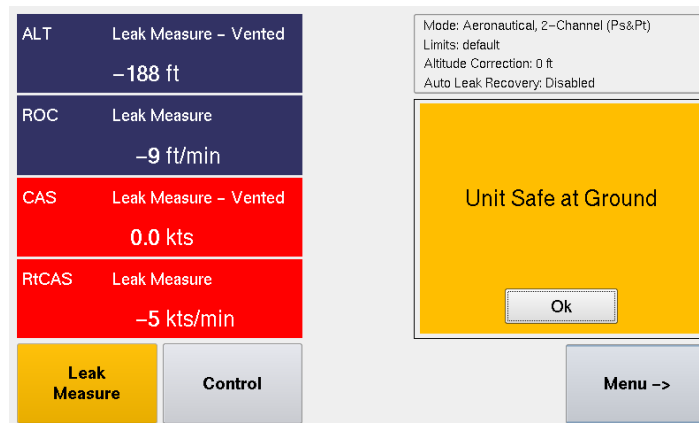 ALT Leak Measure – Vented
–188 ft
ROC Leak Measure
–9 ft/min
CAS Leak Measure – Vented
0.0 kts
RtCAS Leak Measure
–5 kts/min
Leak
Measure
Control
Mode: Aeronautical, 2–Channel (Ps&Pt)
Limits: default
Altitude Correction: 0 ft
Auto Leak Recovery: Disabled
Unit Safe at Ground
Ok
Menu –>